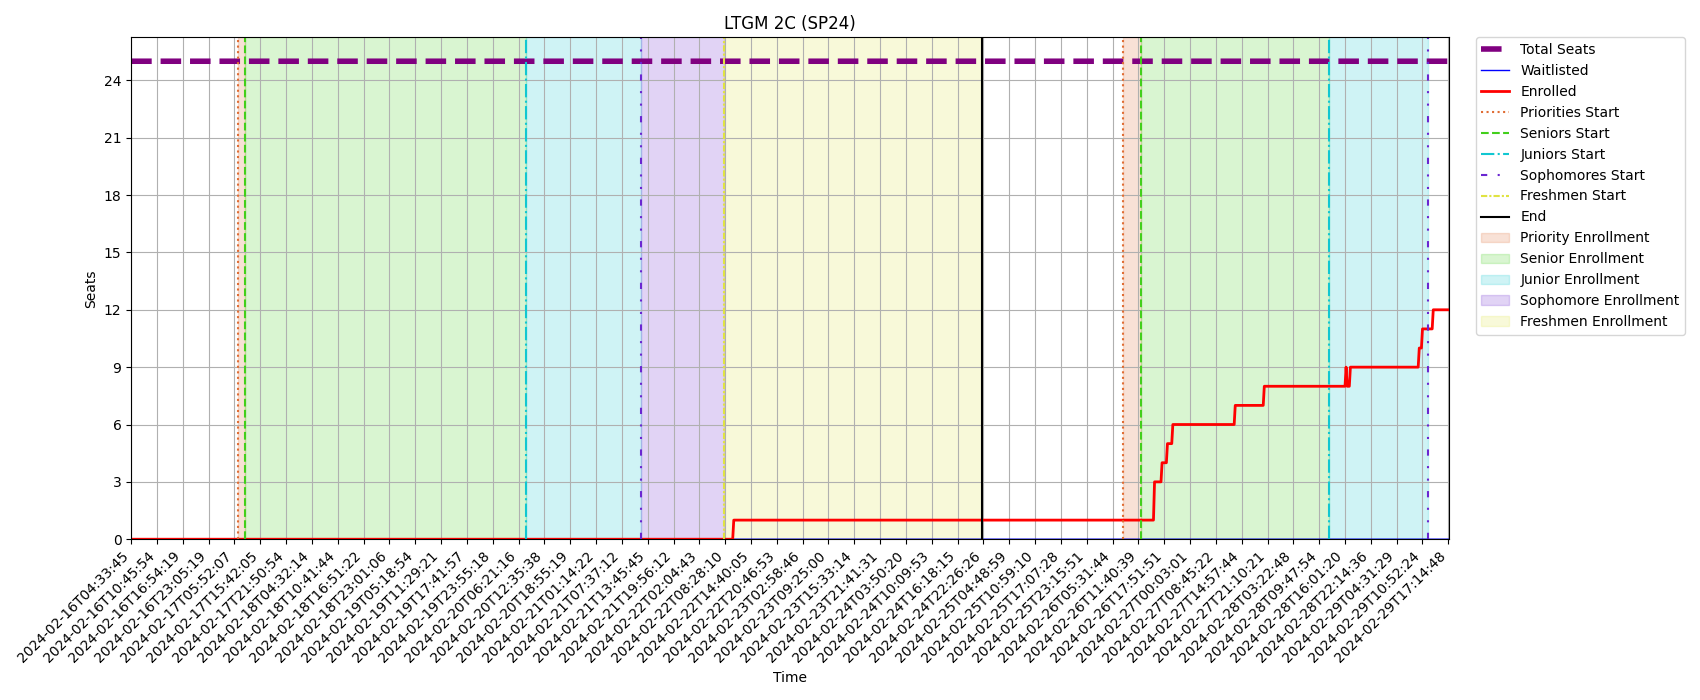 LTGM 2C (SP24)
Seats
24
21
18
15
12
9
6
3
0
2024-02-16T04:33:45
2024-02-16T10:45:54
2024-02-16T16:54:19
2024-02-16T23:05:19
2024-02-17T05:52:07
2024-02-17T15:42:05
2024-02-17T21:50:54
2024-02-18T04:32:14
2024-02-18T10:41:44
2024-02-18T16:51:22
2024-02-18T23:01:06
2024-02-19T05:18:54
2024-02-19T11:29:21
2024-02-19T17:41:57
2024-02-19T23:55:18
2024-02-20T06:21:16
2024-02-20T12:35:38
2024-02-20T18:55:19
2024-02-21T01:14:22
2024-02-21T07:37:12
2024-02-21T13:45:45
2024-02-21T19:56:12
2024-02-22T02:04:43
2024-02-22T08:28:10
2024-02-22T14:40:05
2024-02-22T20:46:53
2024-02-23T02:58:46
2024-02-23T09:25:00
2024-02-23T15:33:14
2024-02-23T21:41:31
2024-02-24T03:50:20
2024-02-24T10:09:53
2024-02-24T16:18:15
2024-02-24T22:26:26
2024-02-25T04:48:59
2024-02-25T10:59:10
2024-02-25T17:07:28
2024-02-25T23:15:51
2024-02-26T05:31:44
2024-02-26T11:40:39
2024-02-26T17:51:51
2024-02-27T00:03:01
2024-02-27T08:45:22
2024-02-27T14:57:44
2024-02-27T21:10:21
2024-02-28T03:22:48
2024-02-28T09:47:54
2024-02-28T16:01:20
2024-02-28T22:14:36
2024-02-29T04:31:29
2024-02-29T10:52:24
2024-02-29T17:14:48
Time
Total Seats
Waitlisted
Enrolled
Priorities Start
Seniors Start
Juniors Start
Sophomores Start
Freshmen Start
End
Priority Enrollment
Senior Enrollment
Junior Enrollment
Sophomore Enrollment
Freshmen Enrollment